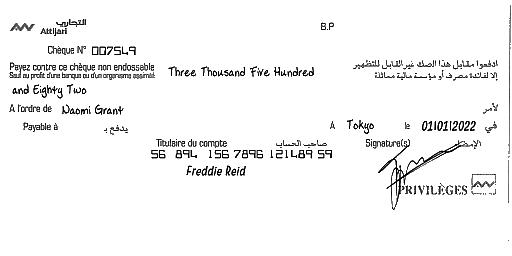 التجاري
Attijari
B.P
Chèque N° 007549
Payez contre ce chèque non endossable
Seul au profit d'une banque ou d'un organisme assimilé
Three Thousand Five Hundred
ادفعوا مقابل هذا الصك غير القابل للتظهير
إلا لفائدة مصرف أو مؤسسة مالية مماثلة
and Eighty Two
A l'ordre de Naomi Grant
لأمر
Payable à
يدفع بـ
A Tokyo le 01/01/2022 في
Titulaire du compte صاحب الحساب
Signature(s) الإمضاء
56 894 156 7896 121489 59
Freddie Reid
PRIVILÈGES